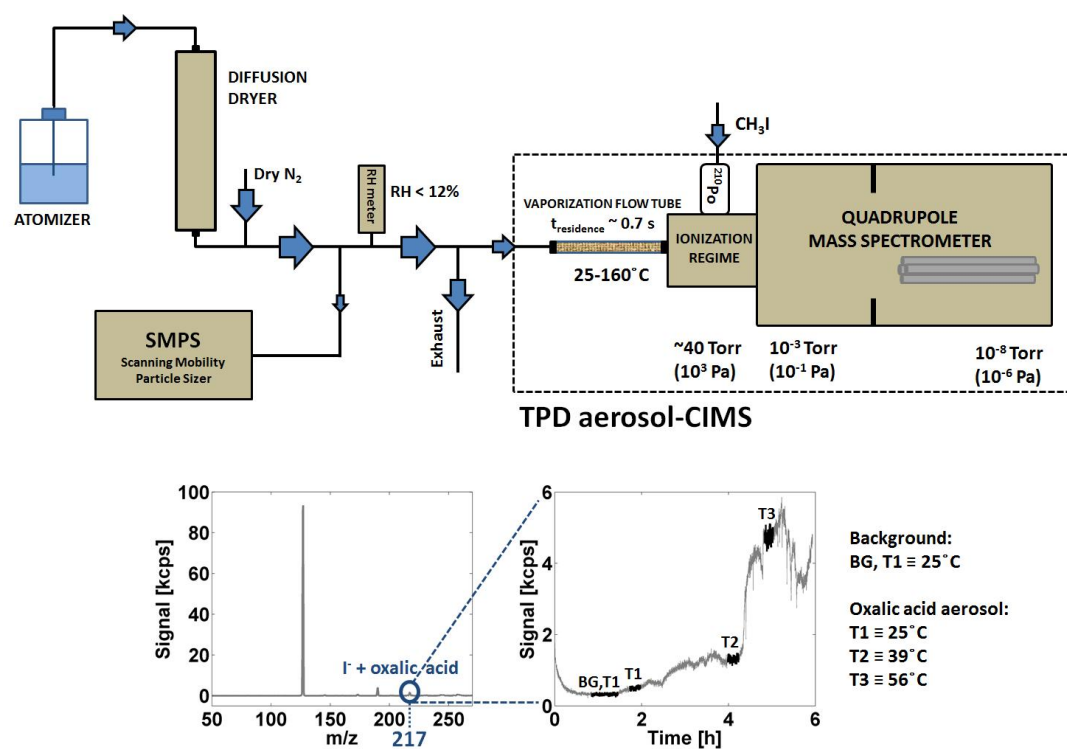 DIFFUSION
DRYER
ATOMIZER
Dry N₂
RH meter
RH < 12%
Exhaust
SMPS
Scanning Mobility
Particle Sizer
CH₃I
²¹⁰Po
VAPORIZATION FLOW TUBE
t_residence ~ 0.7 s
25-160˚C
IONIZATION
REGIME
QUADRUPOLE
MASS SPECTROMETER
~40 Torr
(10³ Pa)
10⁻³ Torr
(10⁻¹ Pa)
10⁻⁸ Torr
(10⁻⁶ Pa)
TPD aerosol-CIMS
Signal [kcps]
100
80
60
40
20
0
50
100
150
200
250
m/z
I⁻ + oxalic acid
217
Signal [kcps]
6
4
2
0
0
2
4
6
Time [h]
BG,T1
T1
T2
T3
Background:
BG, T1 ≡ 25˚C
Oxalic acid aerosol:
T1 ≡ 25˚C
T2 ≡ 39˚C
T3 ≡ 56˚C